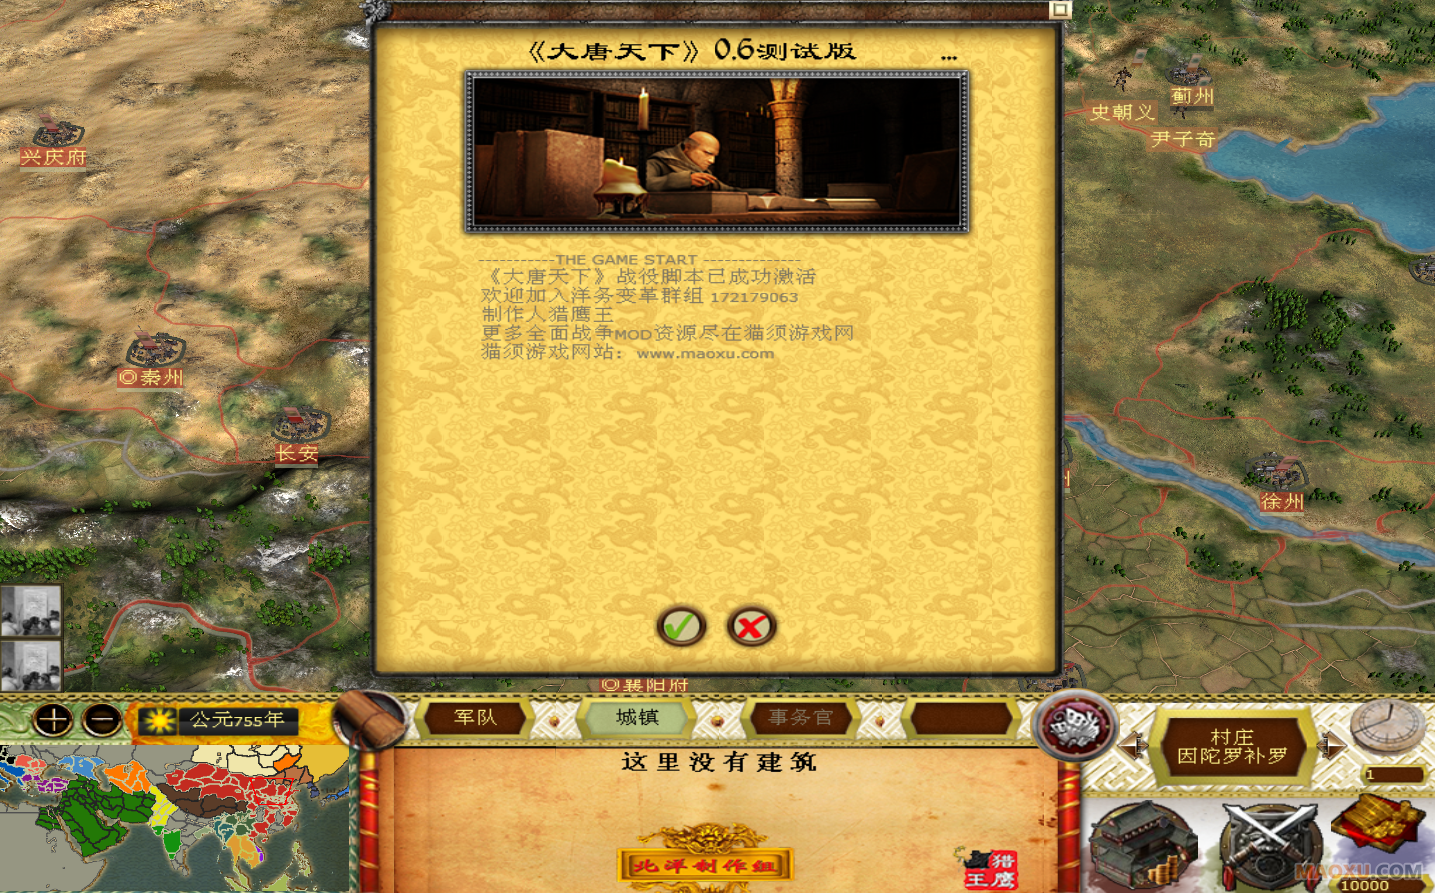 《大唐天下》0.6测试版
...
-----------THE GAME START --------------
《大唐天下》战役脚本已成功激活
欢迎加入洋务变革群组 172179063
制作人猎鹰王
更多全面战争MOD资源尽在猫须游戏网
猫须游戏网站：www.maoxu.com
兴庆府
◎秦州
长安
蓟州
史朝义
尹子奇
徐州
州
◎襄阳府
公元755年
军队
城镇
事务官
村庄
因陀罗补罗
1
这里没有建筑
北洋制作组
猎鹰王
MAOXU.COM
10000